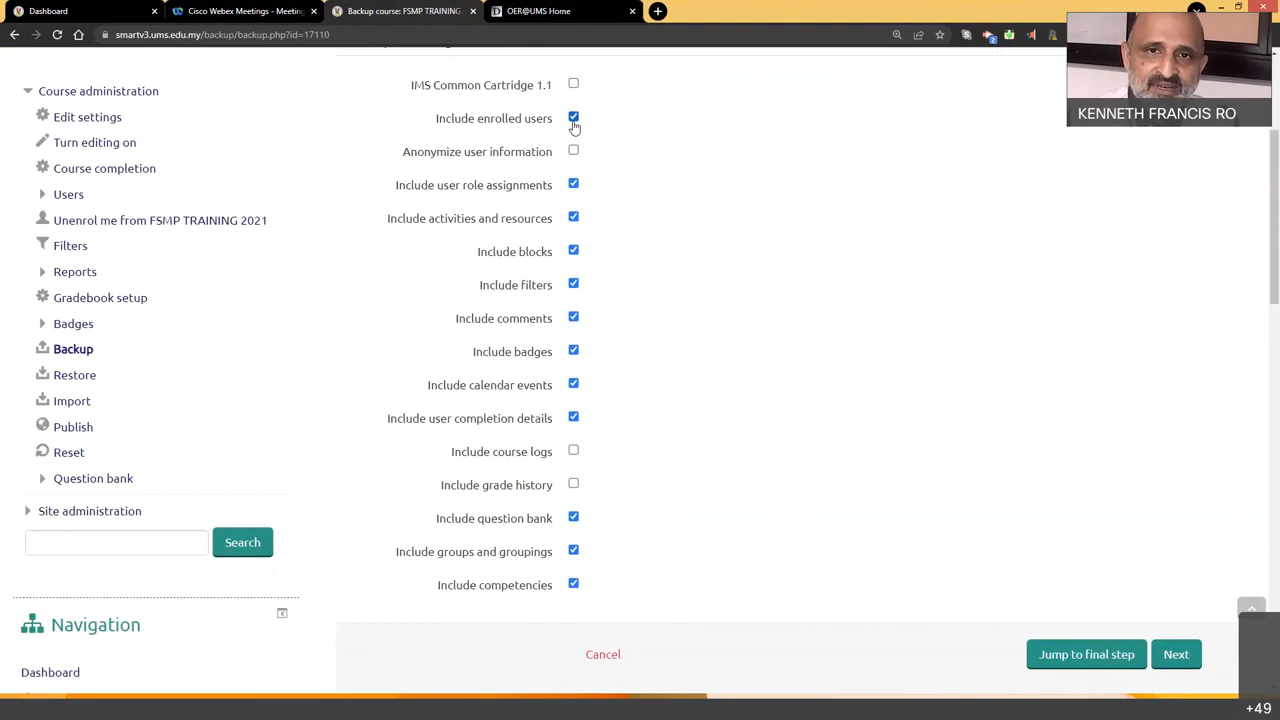 Dashboard
Cisco Webex Meetings - Meeting
Backup course: FSMP TRAINING
OER@UMS Home
smartv3.ums.edu.my/backup/backup.php?id=17110
KENNETH FRANCIS RO
Course administration
Edit settings
Turn editing on
Course completion
Users
Unenrol me from FSMP TRAINING 2021
Filters
Reports
Gradebook setup
Badges
Backup
Restore
Import
Publish
Reset
Question bank
Site administration
Search
Navigation
Dashboard
IMS Common Cartridge 1.1
Include enrolled users
Anonymize user information
Include user role assignments
Include activities and resources
Include blocks
Include filters
Include comments
Include badges
Include calendar events
Include user completion details
Include course logs
Include grade history
Include question bank
Include groups and groupings
Include competencies
Cancel
Jump to final step
Next
+49